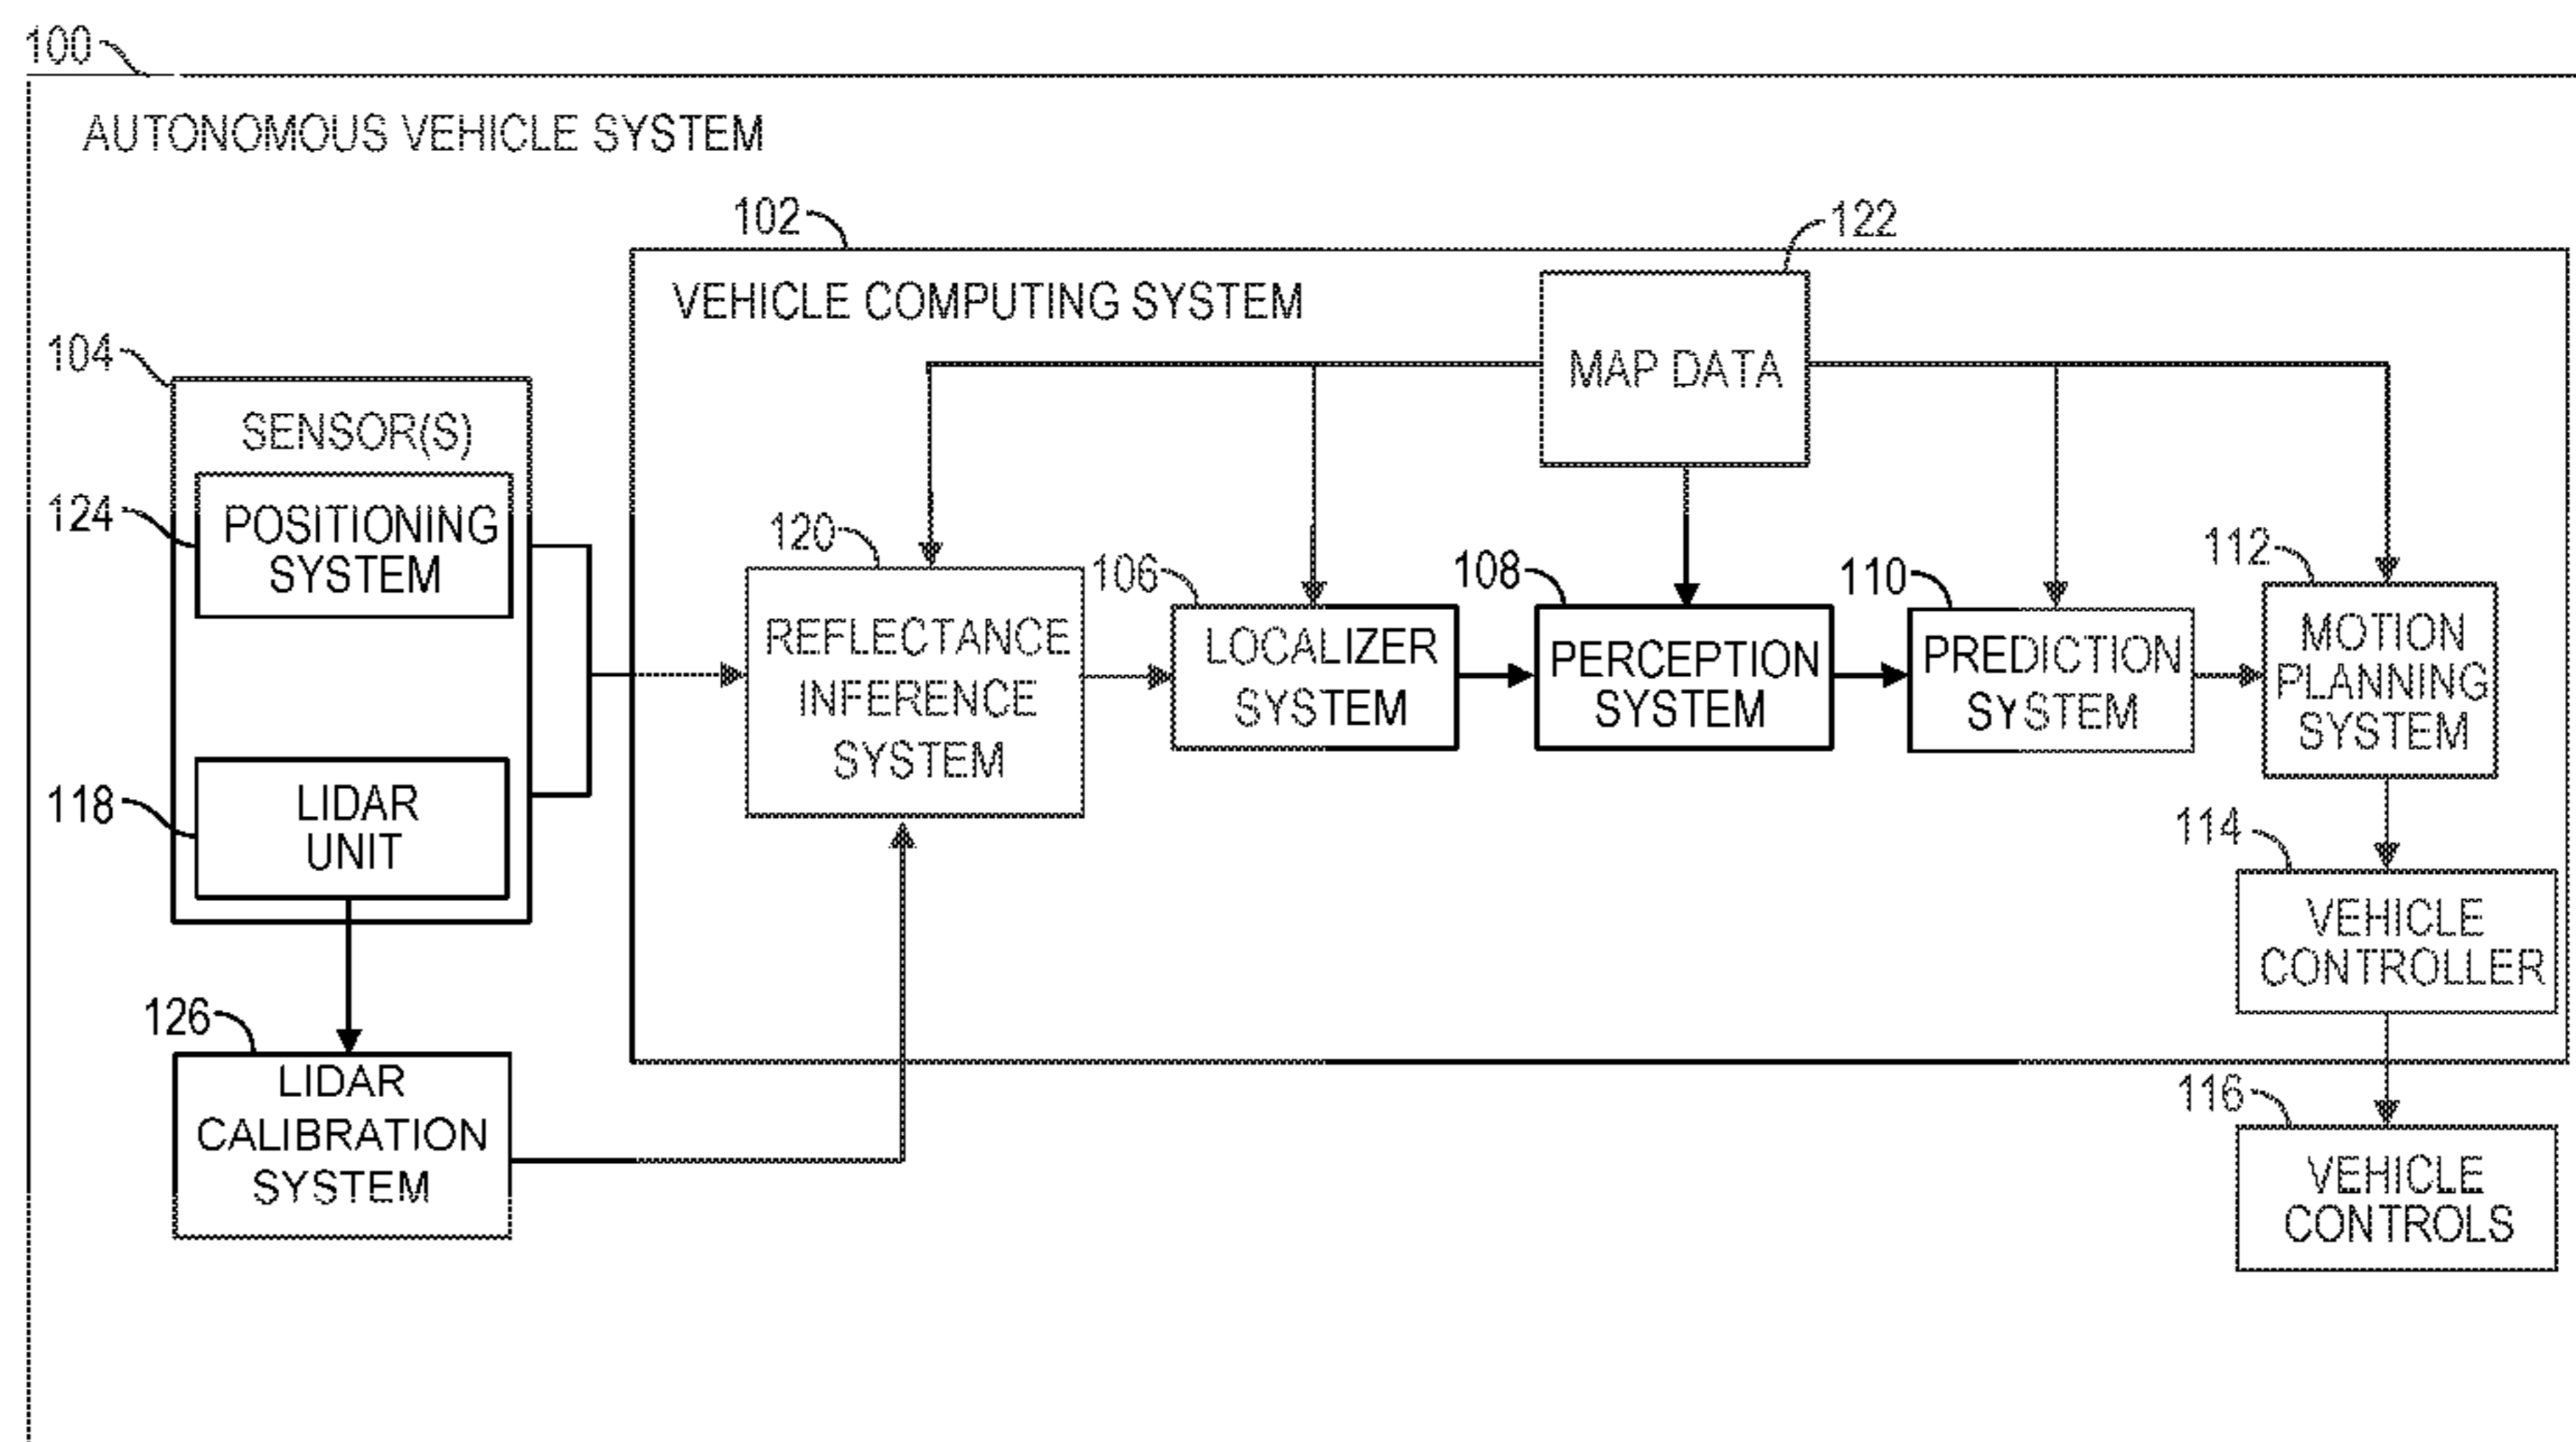 100
AUTONOMOUS VEHICLE SYSTEM
102
122
VEHICLE COMPUTING SYSTEM
MAP DATA
104
SENSOR(S)
124
POSITIONING
SYSTEM
118
LIDAR
UNIT
126
LIDAR
CALIBRATION
SYSTEM
120
REFLECTANCE
INFERENCE
SYSTEM
106
LOCALIZER
SYSTEM
108
PERCEPTION
SYSTEM
110
PREDICTION
SYSTEM
112
MOTION
PLANNING
SYSTEM
114
VEHICLE
CONTROLLER
116
VEHICLE
CONTROLS